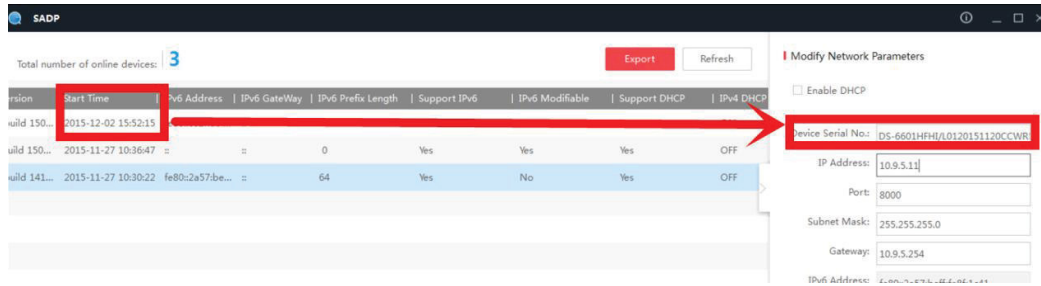 SADP
Total number of online devices: 3
Export
Refresh
ersion | Start Time | IPv6 Address | IPv6 GateWay | IPv6 Prefix Length | Support IPv6 | IPv6 Modifiable | Support DHCP | IPv4 DHCP
uild 150... 2015-12-02 15:52:15
uild 150... 2015-11-27 10:36:47 :: :: 0 Yes Yes Yes OFF
uild 141... 2015-11-27 10:30:22 fe80::2a57:be... :: 64 Yes No Yes OFF
Modify Network Parameters
Enable DHCP
Device Serial No.: DS-6601HFHI/L0120151120CCWR
IP Address: 10.9.5.11
Port: 8000
Subnet Mask: 255.255.255.0
Gateway: 10.9.5.254
IPv6 Address: